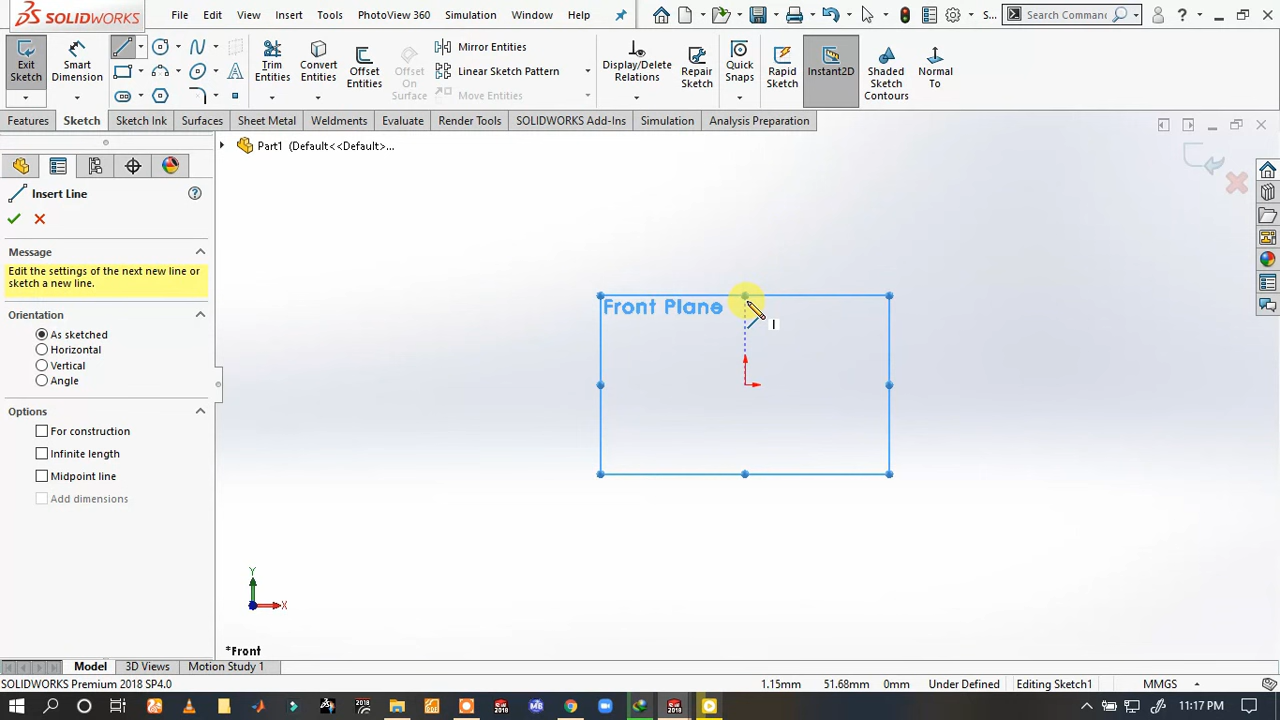 SOLIDWORKS File Edit View Insert Tools PhotoView 360 Simulation Window Help S... Search Commanc
Exit Sketch
Smart Dimension
Trim Entities
Convert Entities
Offset Entities
Offset On Surface
Mirror Entities
Linear Sketch Pattern
Move Entities
Display/Delete Relations
Repair Sketch
Quick Snaps
Rapid Sketch
Instant2D
Shaded Sketch Contours
Normal To
Features Sketch Sketch Ink Surfaces Sheet Metal Weldments Evaluate Render Tools SOLIDWORKS Add-Ins Simulation Analysis Preparation
Part1 (Default<<Default>...
Insert Line
Message
Edit the settings of the next new line or
sketch a new line.
Orientation
As sketched
Horizontal
Vertical
Angle
Options
For construction
Infinite length
Midpoint line
Add dimensions
Front Plane
Y
X
*Front
Model 3D Views Motion Study 1
SOLIDWORKS Premium 2018 SP4.0 1.15mm 51.68mm 0mm Under Defined Editing Sketch1 MMGS
11:17 PM